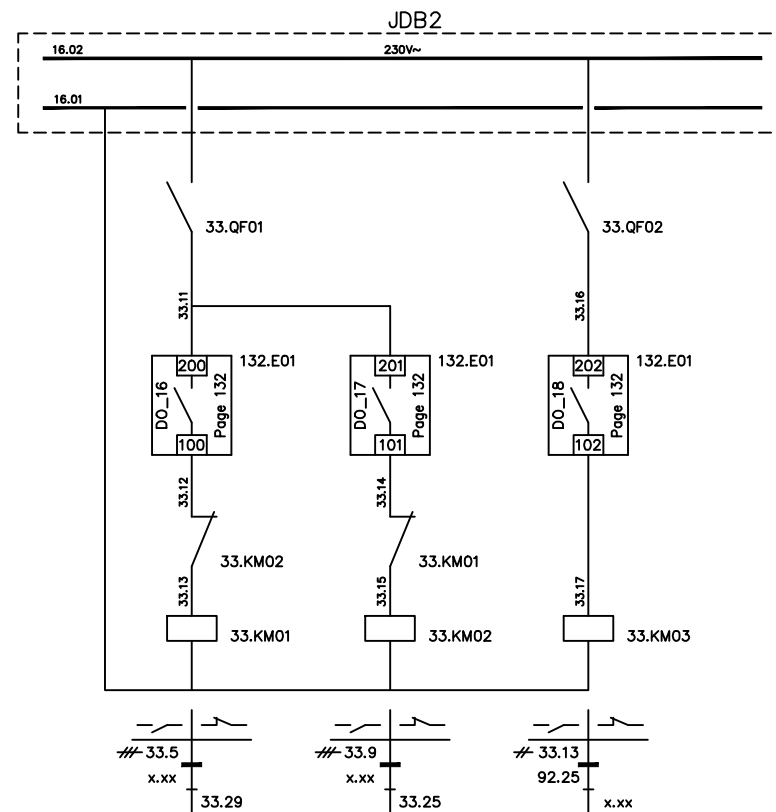 JDB2
16.02 230V~
16.01
33.QF01 33.QF02
33.11 33.16
200 132.E01 201 132.E01 202 132.E01
DO_16 Page 132 DO_17 Page 132 DO_18 Page 132
100 101 102
33.12 33.14
33.KM02 33.KM01
33.13 33.15 33.17
33.KM01 33.KM02 33.KM03
33.5 33.9 33.13
x.xx x.xx 92.25
33.29 33.25 x.xx